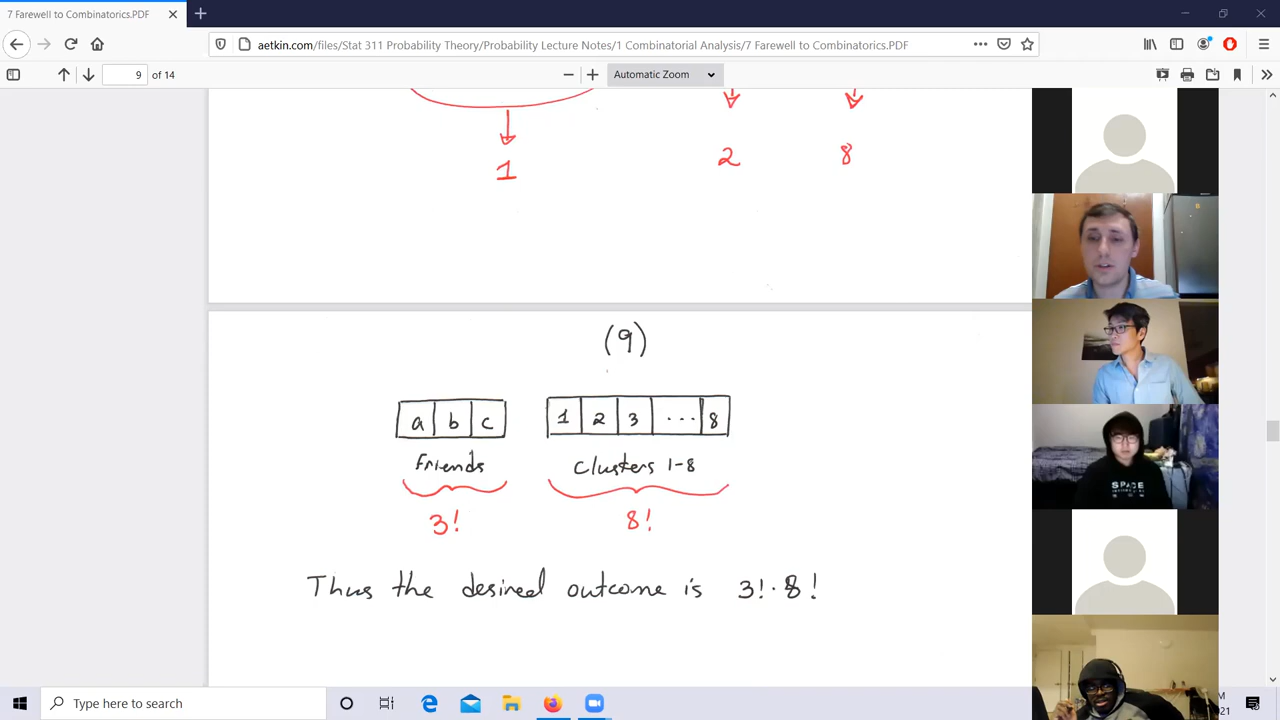 7 Farewell to Combinatorics.PDF
aetkin.com/files/Stat 311 Probability Theory/Probability Lecture Notes/1 Combinatorial Analysis/7 Farewell to Combinatorics.PDF
9 of 14
Automatic Zoom
1 2 8
(9)
a b c 1 2 3 ... 8
Friends Clusters 1-8
3! 8!
Thus the desired outcome is 3! · 8!
SPACE
Type here to search